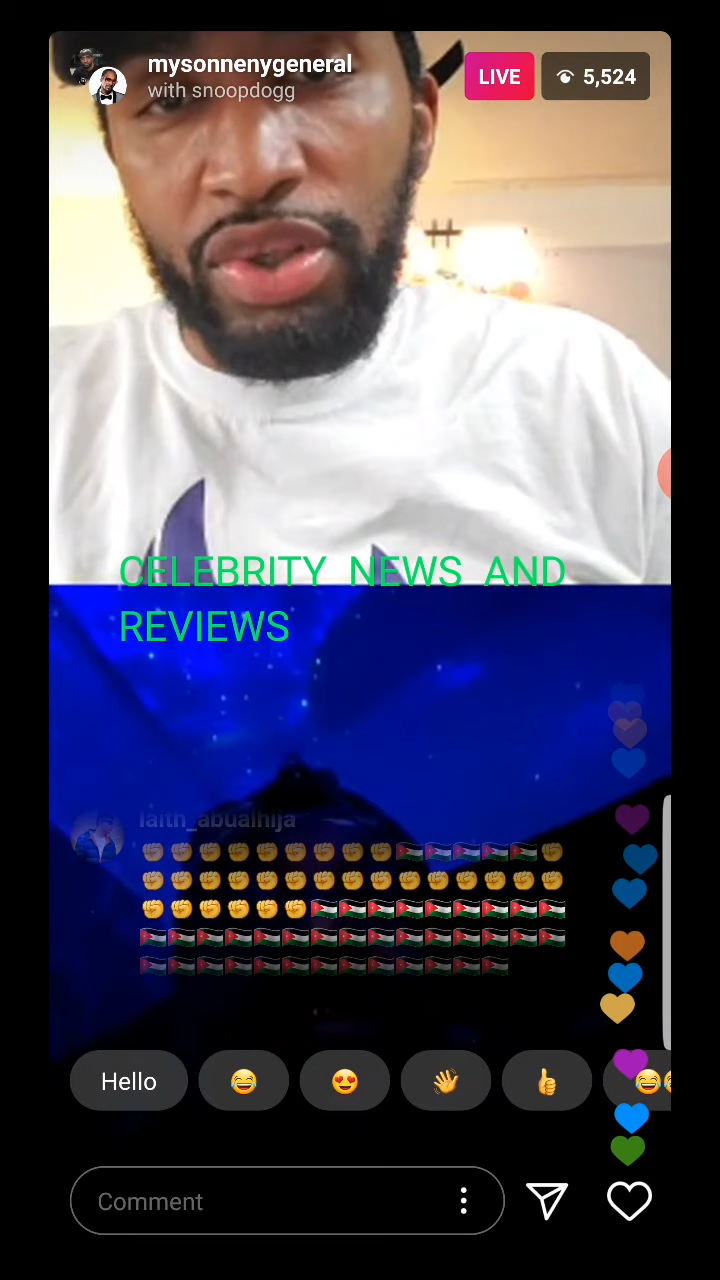 mysonnenygeneral
with snoopdogg
LIVE
5,524
CELEBRITY NEWS AND
REVIEWS
laith_abualhija
✊✊✊✊✊✊✊✊✊🇯🇴🇯🇴🇯🇴🇯🇴🇯🇴✊
✊✊✊✊✊✊✊✊✊✊✊✊✊✊✊
✊✊✊✊✊✊🇯🇴🇯🇴🇯🇴🇯🇴🇯🇴🇯🇴🇯🇴🇯🇴🇯🇴
🇯🇴🇯🇴🇯🇴🇯🇴🇯🇴🇯🇴🇯🇴🇯🇴🇯🇴🇯🇴🇯🇴🇯🇴🇯🇴🇯🇴🇯🇴
🇯🇴🇯🇴🇯🇴🇯🇴🇯🇴🇯🇴🇯🇴🇯🇴🇯🇴🇯🇴🇯🇴🇯🇴🇯🇴
Hello 😂 😍 👋 👍 😂
Comment